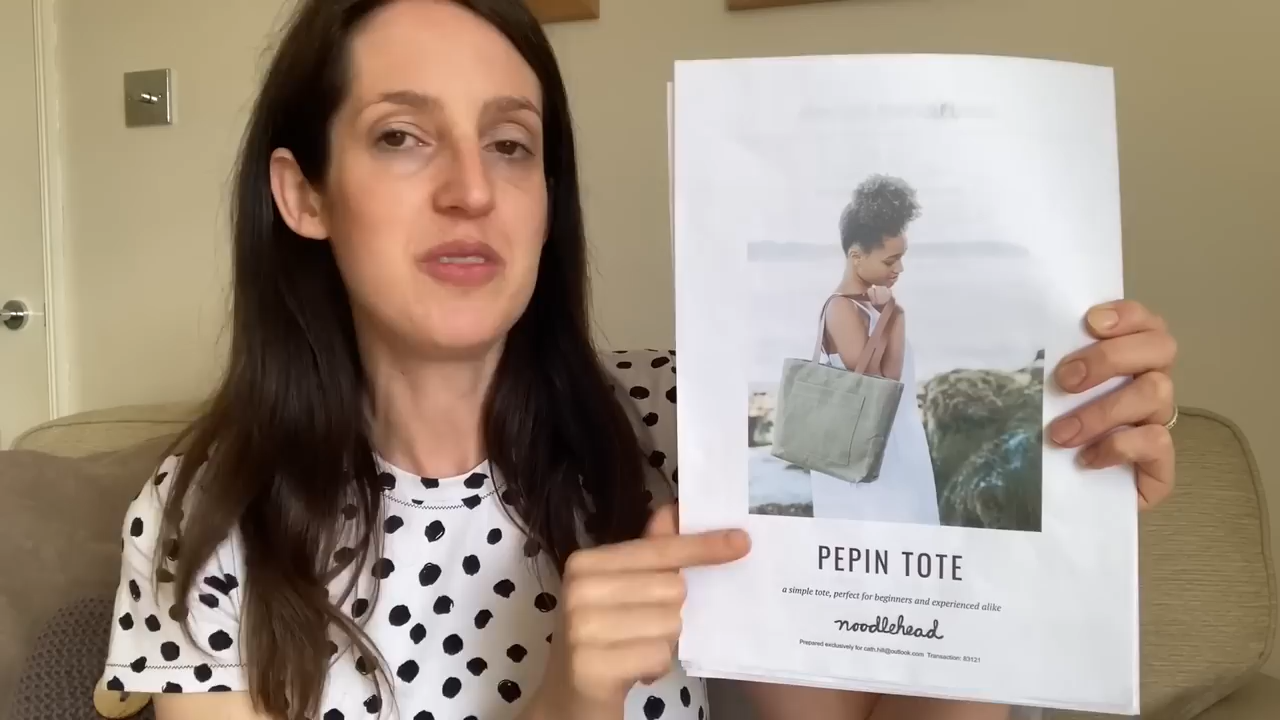 PEPIN TOTE
a simple tote, perfect for beginners and experienced alike
noodlehead
Prepared exclusively for cath.hill@outlook.com Transaction: 83121